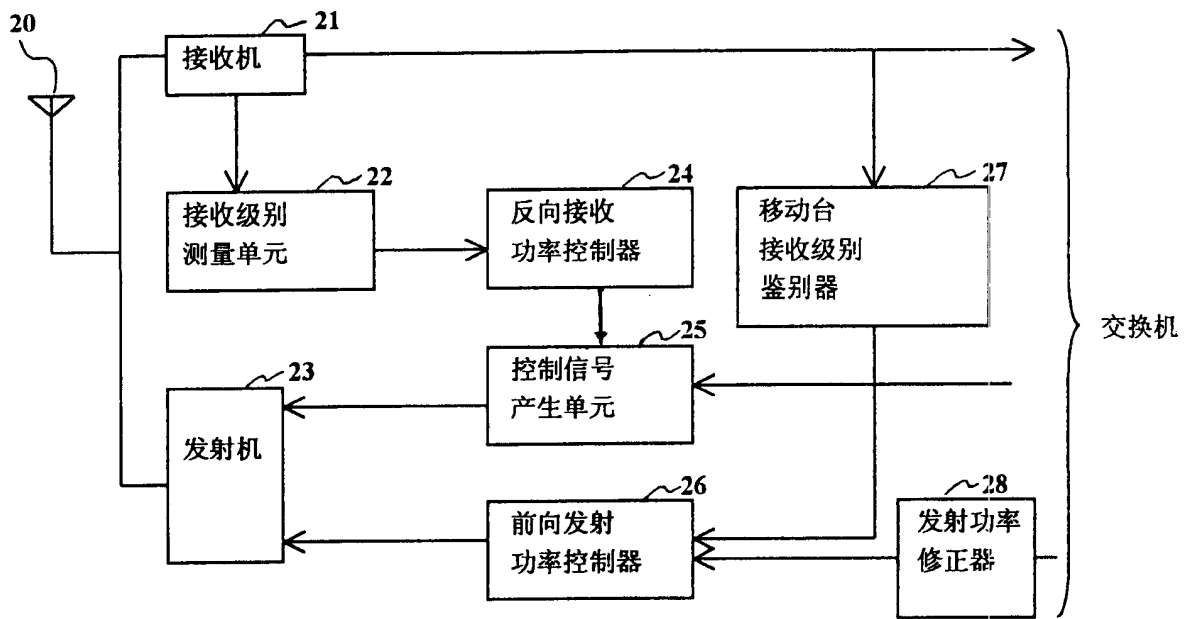 20
21
接收机
22
接收级别
测量单元
24
反向接收
功率控制器
27
移动台
接收级别
鉴别器
交换机
25
控制信号
产生单元
23
发射机
26
前向发射
功率控制器
28
发射功率
修正器